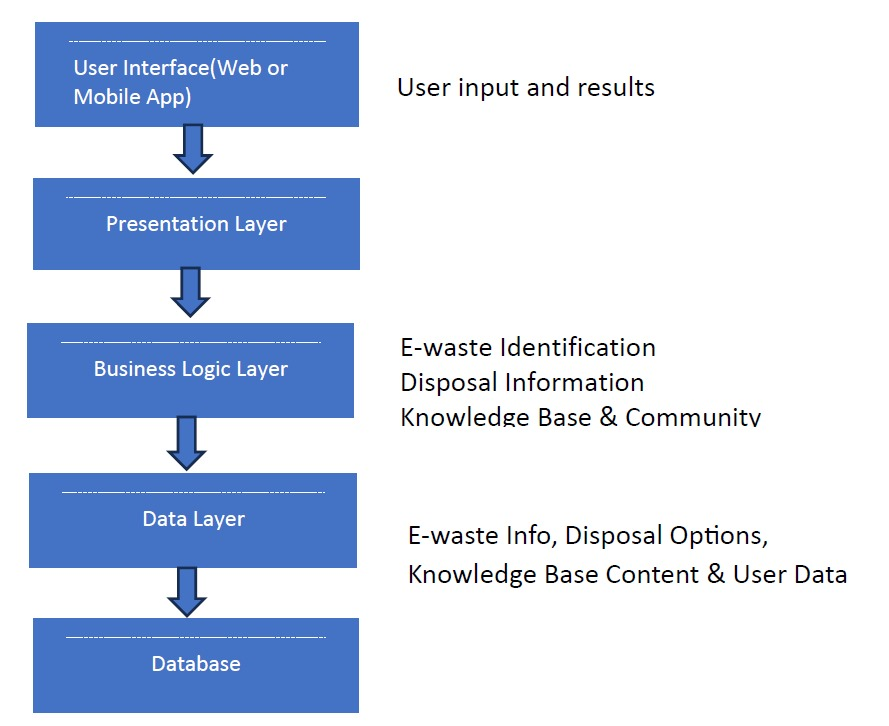 User Interface(Web or
Mobile App)
User input and results
Presentation Layer
Business Logic Layer
E-waste Identification
Disposal Information
Knowledge Base & Community
Data Layer
E-waste Info, Disposal Options,
Knowledge Base Content & User Data
Database